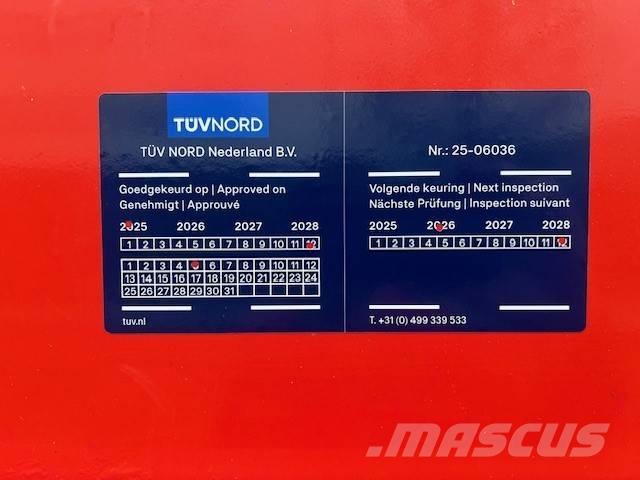 TÜVNORD
TÜV NORD Nederland B.V.
Goedgekeurd op | Approved on
Genehmigt | Approuvé
2025 2026 2027 2028
1 2 3 4 5 6 7 8 9 10 11 12
1 2 3 4 5 6 7 8 9 10 11 12
13 14 15 16 17 18 19 20 21 22 23 24
25 26 27 28 29 30 31
tuv.nl
Nr.: 25-06036
Volgende keuring | Next inspection
Nächste Prüfung | Inspection suivant
2025 2026 2027 2028
1 2 3 4 5 6 7 8 9 10 11 12
T. +31 (0) 499 339 533
MASCUS